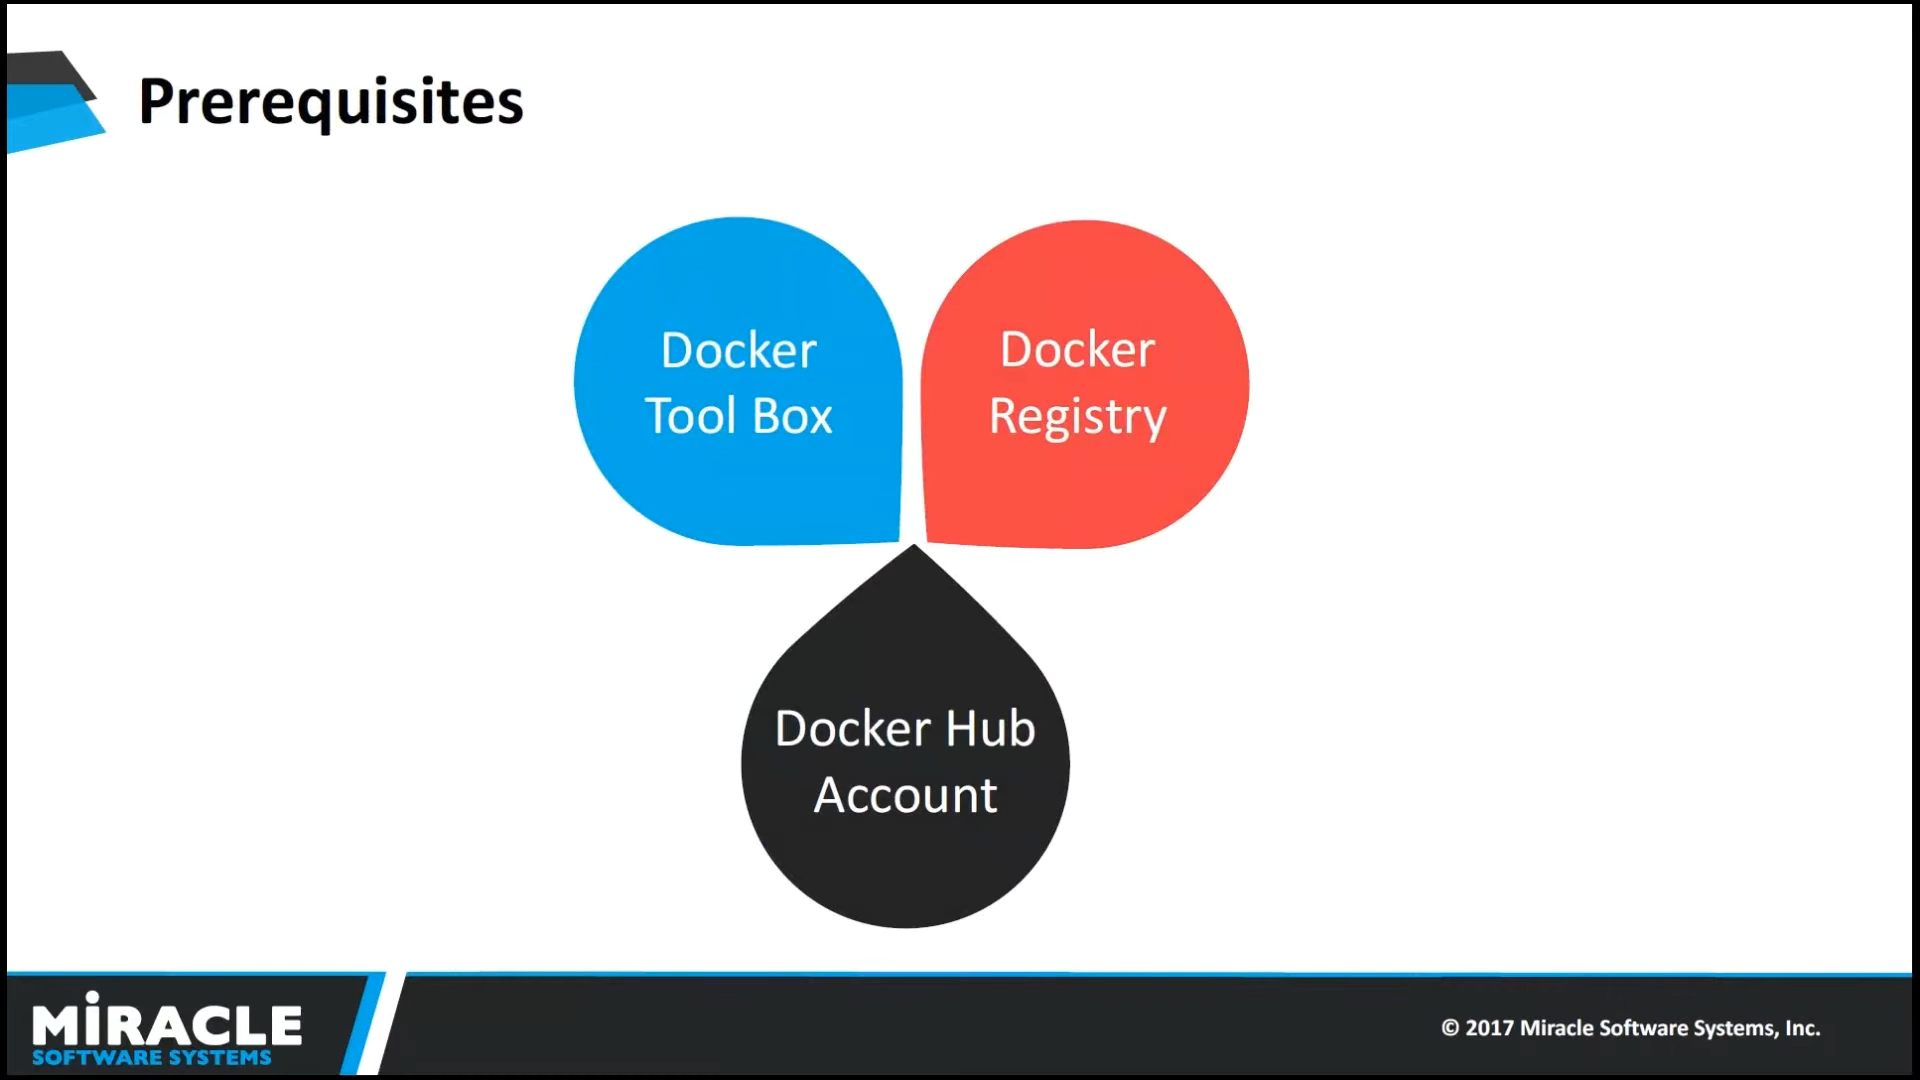 Prerequisites
Docker
Tool Box
Docker
Registry
Docker Hub
Account
MiRACLE
SOFTWARE SYSTEMS
© 2017 Miracle Software Systems, Inc.